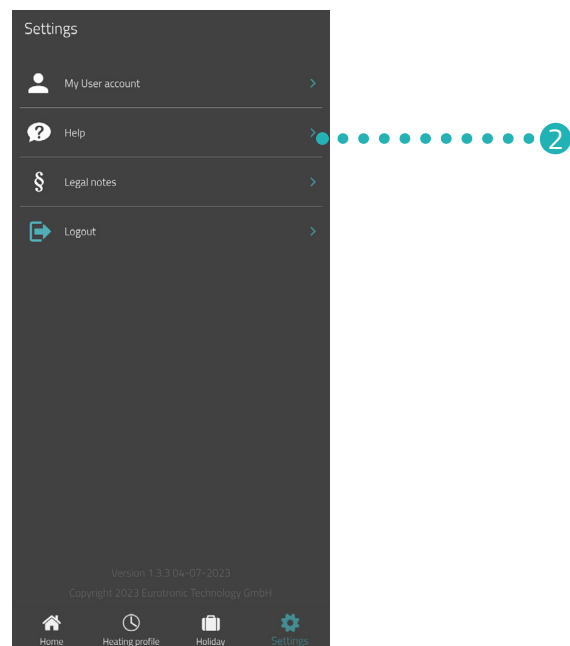 Settings
My User account
Help
2
§ Legal notes
Logout
Version 1.3.3 04-07-2023
Copyright 2023 Eurotronic Technology GmbH
Home Heating profile Holiday Settings